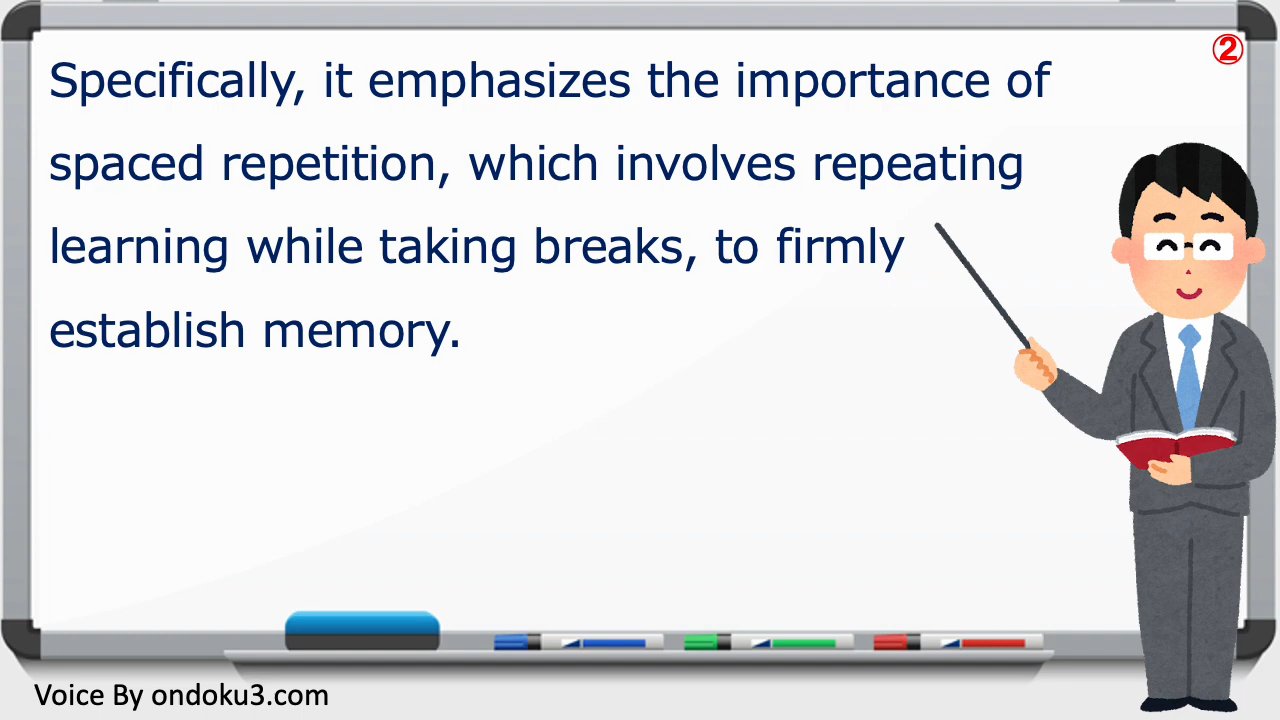 ②
Specifically, it emphasizes the importance of
spaced repetition, which involves repeating
learning while taking breaks, to firmly
establish memory.
Voice By ondoku3.com